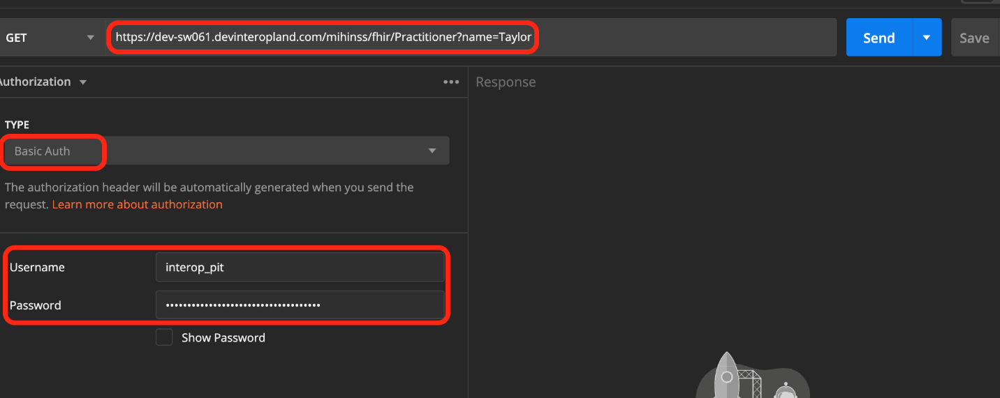 GET
https://dev-sw061.devinteropland.com/mihinss/fhir/Practitioner?name=Taylor
Send
Save
Authorization
Response
TYPE
Basic Auth
The authorization header will be automatically generated when you send the
request. Learn more about authorization
Username
interop_pit
Password
••••••••••••••••••••••••••••••••••••
Show Password